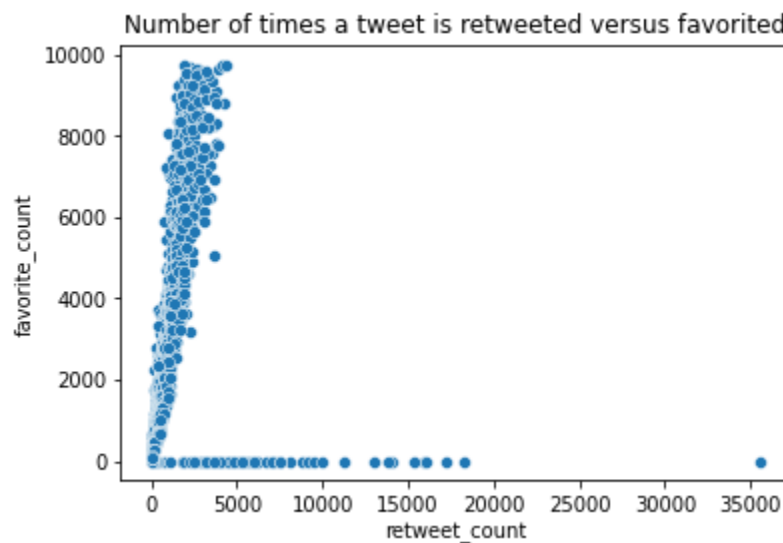 Number of times a tweet is retweeted versus favorited
10000
8000
6000
4000
2000
0
favorite_count
0 5000 10000 15000 20000 25000 30000 35000
retweet_count